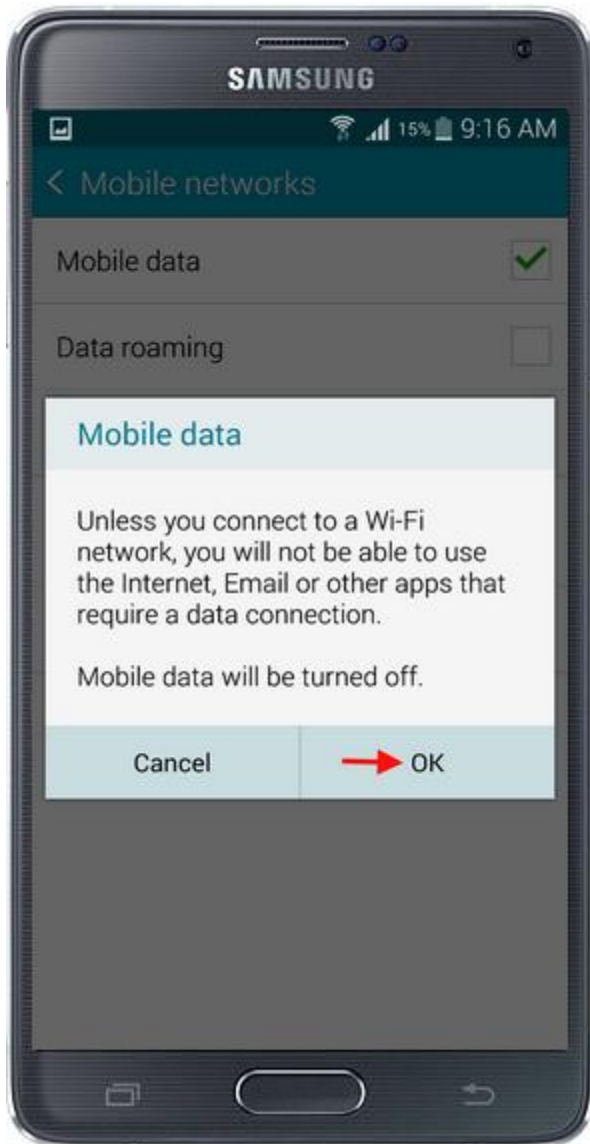 SAMSUNG
15% 9:16 AM
< Mobile networks
Mobile data
Data roaming
Mobile data
Unless you connect to a Wi-Fi
network, you will not be able to use
the Internet, Email or other apps that
require a data connection.
Mobile data will be turned off.
Cancel OK